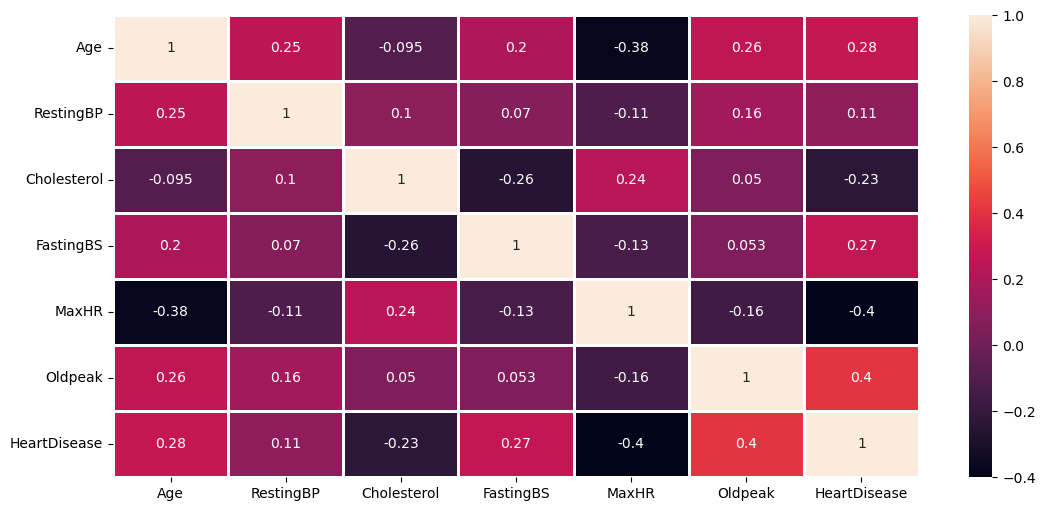 Age 1 0.25 -0.095 0.2 -0.38 0.26 0.28
RestingBP 0.25 1 0.1 0.07 -0.11 0.16 0.11
Cholesterol -0.095 0.1 1 -0.26 0.24 0.05 -0.23
FastingBS 0.2 0.07 -0.26 1 -0.13 0.053 0.27
MaxHR -0.38 -0.11 0.24 -0.13 1 -0.16 -0.4
Oldpeak 0.26 0.16 0.05 0.053 -0.16 1 0.4
HeartDisease 0.28 0.11 -0.23 0.27 -0.4 0.4 1
Age RestingBP Cholesterol FastingBS MaxHR Oldpeak HeartDisease
1.0
0.8
0.6
0.4
0.2
0.0
−0.2
−0.4